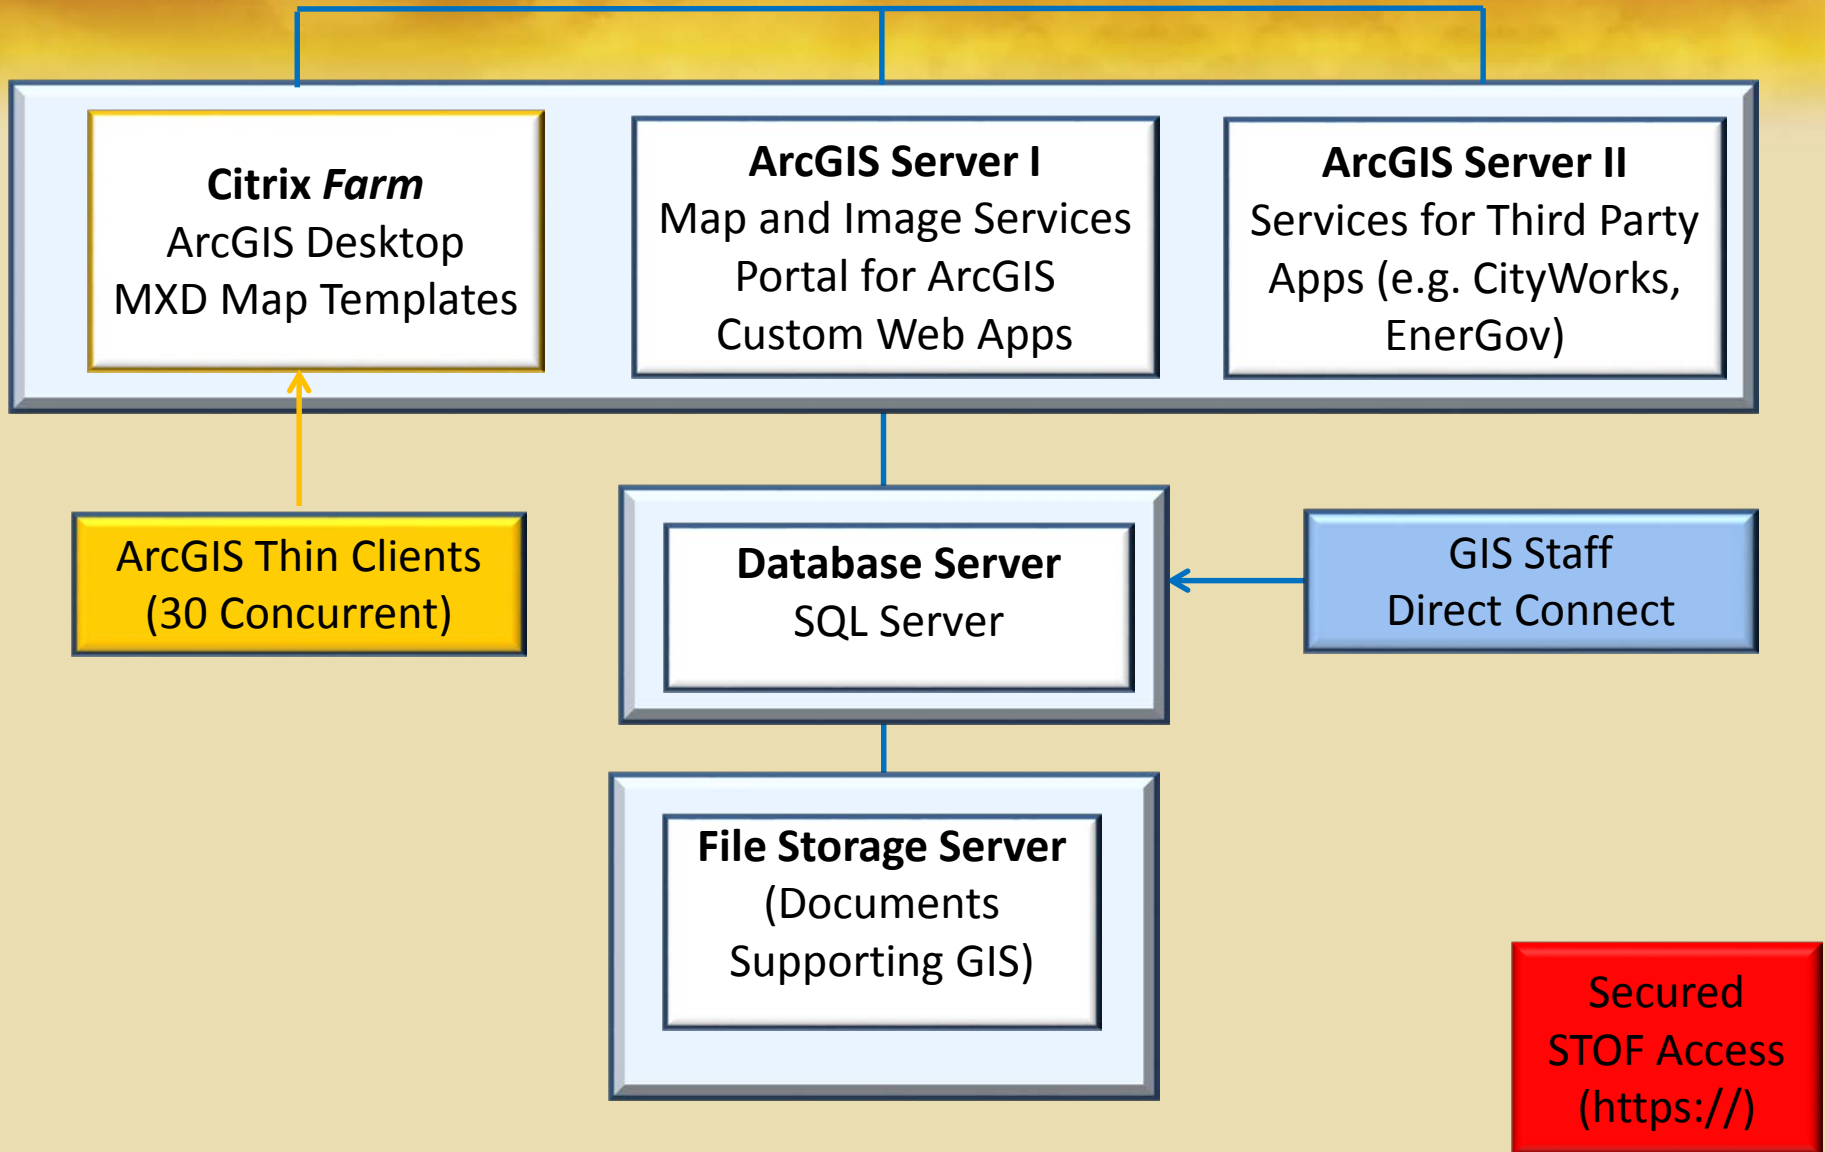 Citrix Farm
ArcGIS Desktop
MXD Map Templates
ArcGIS Server I
Map and Image Services
Portal for ArcGIS
Custom Web Apps
ArcGIS Server II
Services for Third Party
Apps (e.g. CityWorks,
EnerGov)
ArcGIS Thin Clients
(30 Concurrent)
Database Server
SQL Server
GIS Staff
Direct Connect
File Storage Server
(Documents
Supporting GIS)
Secured
STOF Access
(https://)